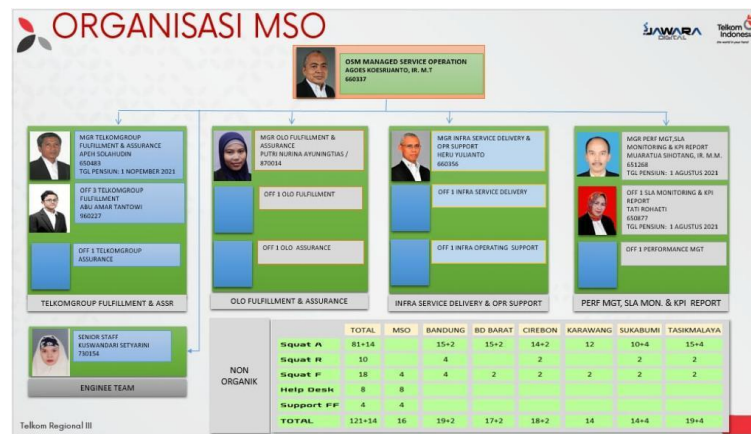 ORGANISASI MSO
JAWARA
DIGITAL
Telkom
Indonesia
OSM MANAGED SERVICE OPERATION
AGOES KOESRIJANTO, IR. M.T
660337
MGR TELKOMGROUP
FULFILLMENT & ASSURANCE
APEH SOLAHUDIN
650483
TGL PENSIUN: 1 NOPEMBER 2021
OFF 3 TELKOMGROUP
FULFILLMENT
ABU AMAR TANTOWI
960227
OFF 1 TELKOMGROUP
ASSURANCE
TELKOMGROUP FULFILLMENT & ASSR
MGR OLO FULFILLMENT &
ASSURANCE
PUTRI NURINA AYUNINGTIAS /
870014
OFF 1 OLO FULFILLMENT
OFF 1 OLO ASSURANCE
OLO FULFILLMENT & ASSURANCE
MGR INFRA SERVICE DELIVERY &
OPR SUPPORT
HERU YULIANTO
660356
OFF 1 INFRA SERVICE DELIVERY
OFF 1 INFRA OPERATING SUPPORT
INFRA SERVICE DELIVERY & OPR SUPPORT
MGR PERF MGT,SLA
MONITORING & KPI REPORT
MUARATUA SIHOTANG, IR. M.M.
651268
TGL PENSIUN: 1 AGUSTUS 2021
OFF 1 SLA MONITORING & KPI
REPORT
TATI ROHAETI
650877
TGL PENSIUN: 1 AGUSTUS 2021
OFF 1 PERFORMANCE MGT
PERF MGT, SLA MON. & KPI REPORT
SENIOR STAFF
KUSWANDARI SETYARINI
730154
ENGINEE TEAM
NON
ORGANIK
TOTAL MSO BANDUNG BD BARAT CIREBON KARAWANG SUKABUMI TASIKMALAYA
Squat A 81+14 15+2 15+2 14+2 12 10+4 15+4
Squat R 10 4 2 2 2
Squat F 18 4 4 2 2 2 2 2
Help Desk 8 8
Support FF 4 4
TOTAL 121+14 16 19+2 17+2 18+2 14 14+4 19+4
Telkom Regional III